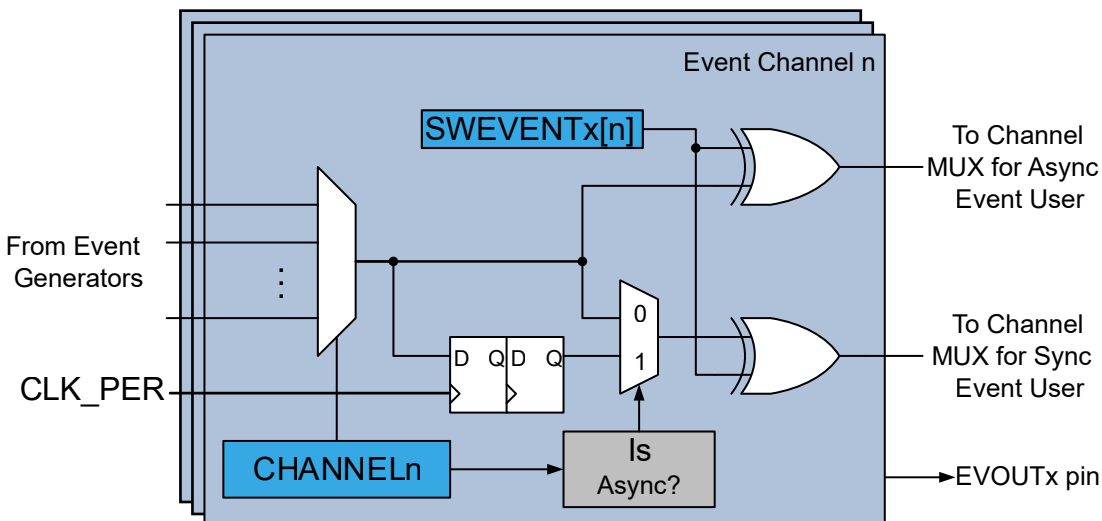 Event Channel n
SWEVENTx[n]
To Channel
MUX for Async
Event User
From Event
Generators
...
0
1
To Channel
MUX for Sync
Event User
D Q D Q
CLK_PER
CHANNELn
Is
Async?
EVOUTx pin